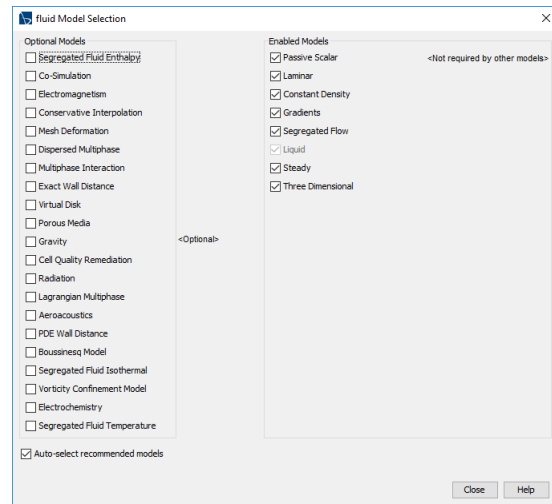 fluid Model Selection
Optional Models
Segregated Fluid Enthalpy
Co-Simulation
Electromagnetism
Conservative Interpolation
Mesh Deformation
Dispersed Multiphase
Multiphase Interaction
Exact Wall Distance
Virtual Disk
Porous Media
Gravity
Cell Quality Remediation
Radiation
Lagrangian Multiphase
Aeroacoustics
PDE Wall Distance
Boussinesq Model
Segregated Fluid Isothermal
Vorticity Confinement Model
Electrochemistry
Segregated Fluid Temperature
<Optional>
Enabled Models
Passive Scalar <Not required by other models>
Laminar
Constant Density
Gradients
Segregated Flow
Liquid
Steady
Three Dimensional
Auto-select recommended models
Close Help